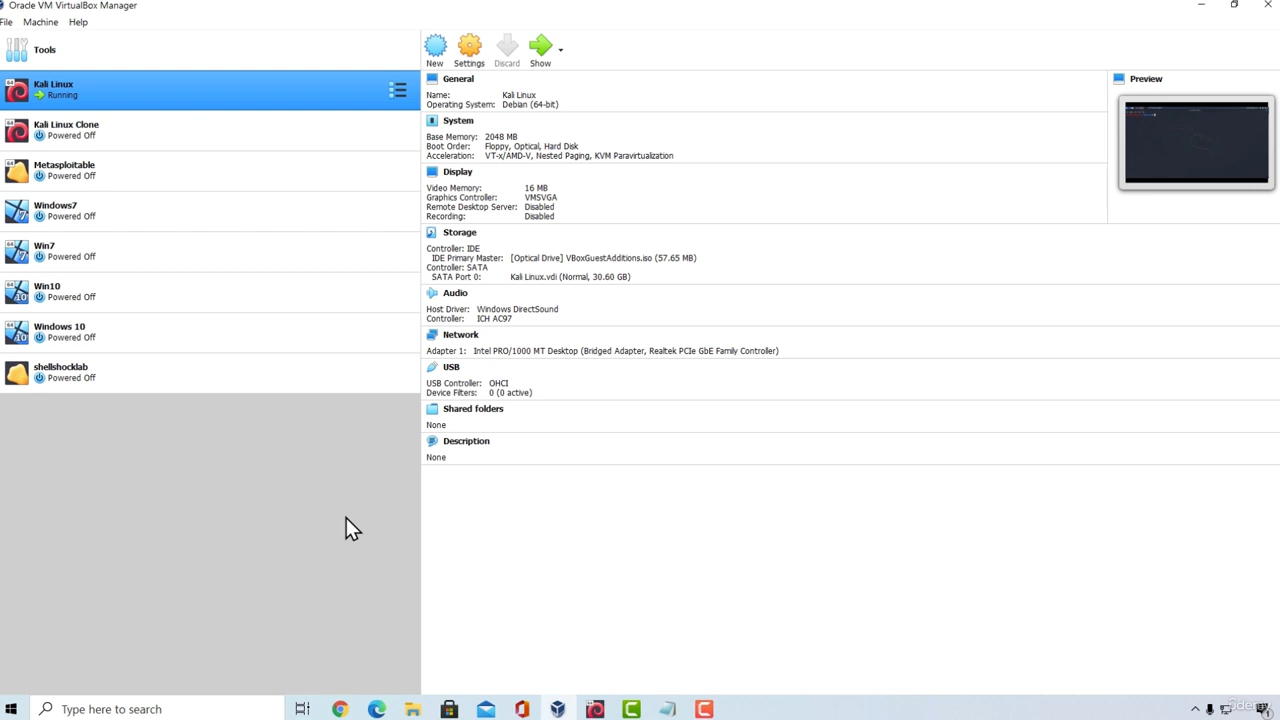 Oracle VM VirtualBox Manager
File Machine Help
Tools
Kali Linux
Running
Kali Linux Clone
Powered Off
Metasploitable
Powered Off
Windows7
Powered Off
Win7
Powered Off
Win10
Powered Off
Windows 10
Powered Off
shellshocklab
Powered Off
New Settings Discard Show
General
Name: Kali Linux
Operating System: Debian (64-bit)
System
Base Memory: 2048 MB
Boot Order: Floppy, Optical, Hard Disk
Acceleration: VT-x/AMD-V, Nested Paging, KVM Paravirtualization
Display
Video Memory: 16 MB
Graphics Controller: VMSVGA
Remote Desktop Server: Disabled
Recording: Disabled
Storage
Controller: IDE
IDE Primary Master: [Optical Drive] VBoxGuestAdditions.iso (57.65 MB)
Controller: SATA
SATA Port 0: Kali Linux.vdi (Normal, 30.60 GB)
Audio
Host Driver: Windows DirectSound
Controller: ICH AC97
Network
Adapter 1: Intel PRO/1000 MT Desktop (Bridged Adapter, Realtek PCIe GbE Family Controller)
USB
USB Controller: OHCI
Device Filters: 0 (0 active)
Shared folders
None
Description
None
Preview
Type here to search
Udemy